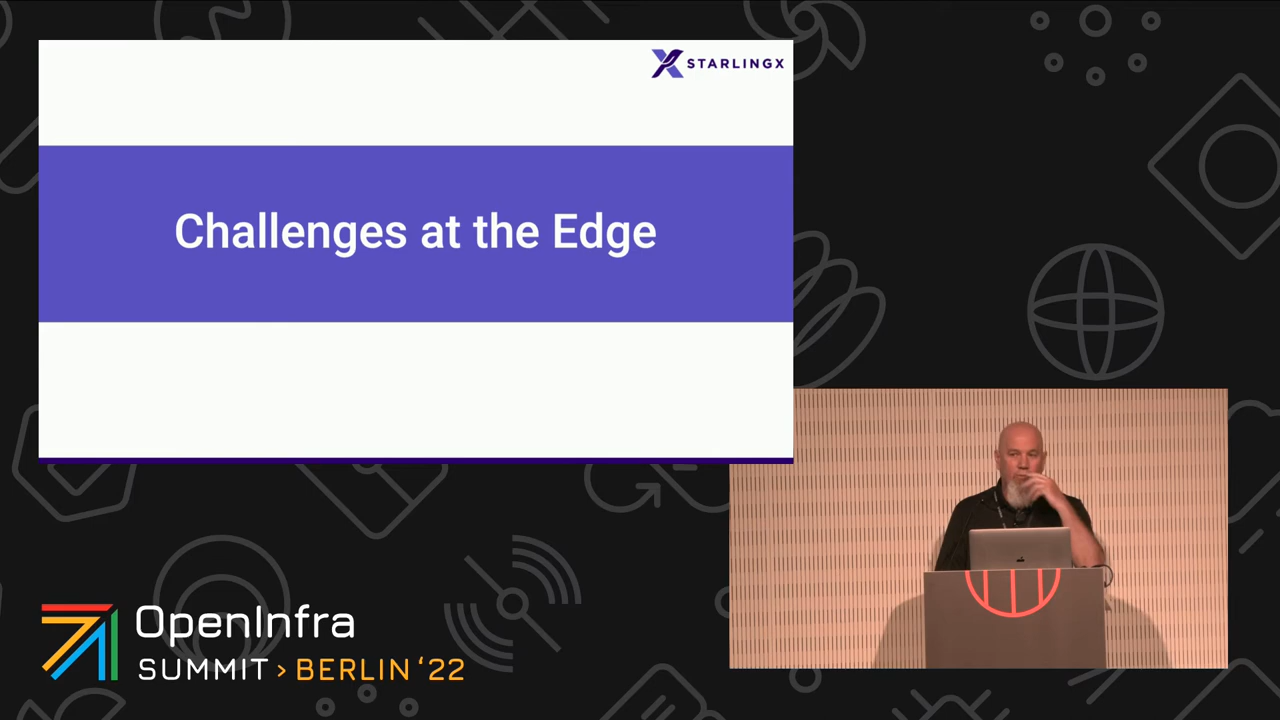 STARLINGX
Challenges at the Edge
OpenInfra
SUMMIT > BERLIN ‘22